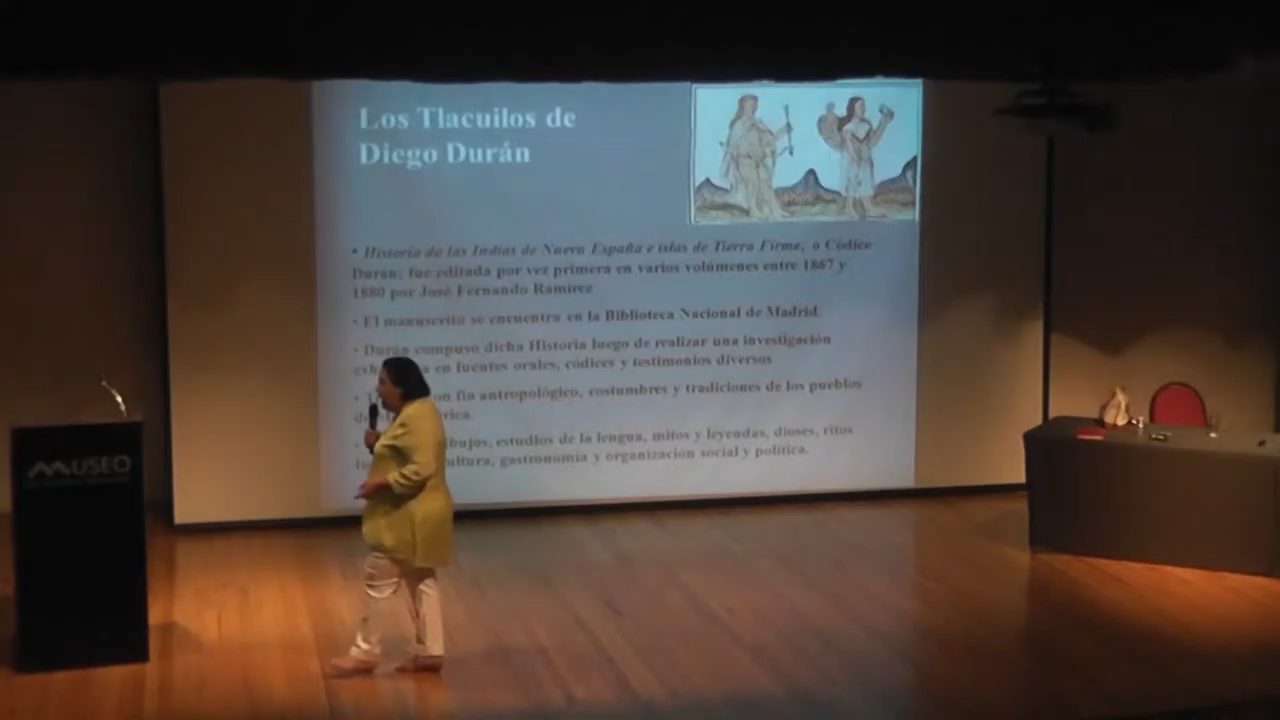 Los Tlacuilos de
Diego Durán
• Historia de las Indias de Nueva España e islas de Tierra Firme, o Códice
Durán; fue editada por vez primera en varios volúmenes entre 1867 y
1880 por José Fernando Ramírez
• El manuscrito se encuentra en la Biblioteca Nacional de Madrid.
• Durán compuso dicha Historia luego de realizar una investigación
en fuentes orales, códices y testimonios diversos
• fin antropológico, costumbres y tradiciones de los pueblos
estudios de la lengua, mitos y leyendas, dioses, ritos
gastronomía y organización social y política.
MUSEO